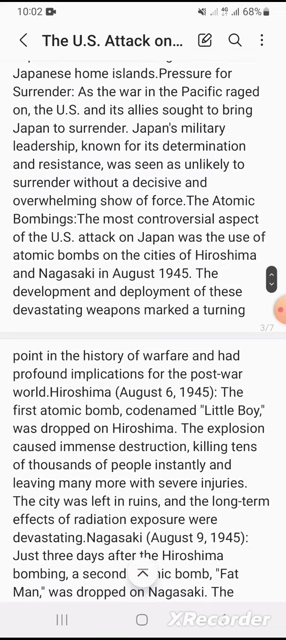 10:02
68%
The U.S. Attack on...
Japanese home islands.Pressure for
Surrender: As the war in the Pacific raged
on, the U.S. and its allies sought to bring
Japan to surrender. Japan's military
leadership, known for its determination
and resistance, was seen as unlikely to
surrender without a decisive and
overwhelming show of force.The Atomic
Bombings:The most controversial aspect
of the U.S. attack on Japan was the use of
atomic bombs on the cities of Hiroshima
and Nagasaki in August 1945. The
development and deployment of these
devastating weapons marked a turning
3/7
point in the history of warfare and had
profound implications for the post-war
world.Hiroshima (August 6, 1945): The
first atomic bomb, codenamed "Little Boy,"
was dropped on Hiroshima. The explosion
caused immense destruction, killing tens
of thousands of people instantly and
leaving many more with severe injuries.
The city was left in ruins, and the long-term
effects of radiation exposure were
devastating.Nagasaki (August 9, 1945):
Just three days after the Hiroshima
bombing, a second bomb, "Fat
Man," was dropped on Nagasaki. The
XRecorder